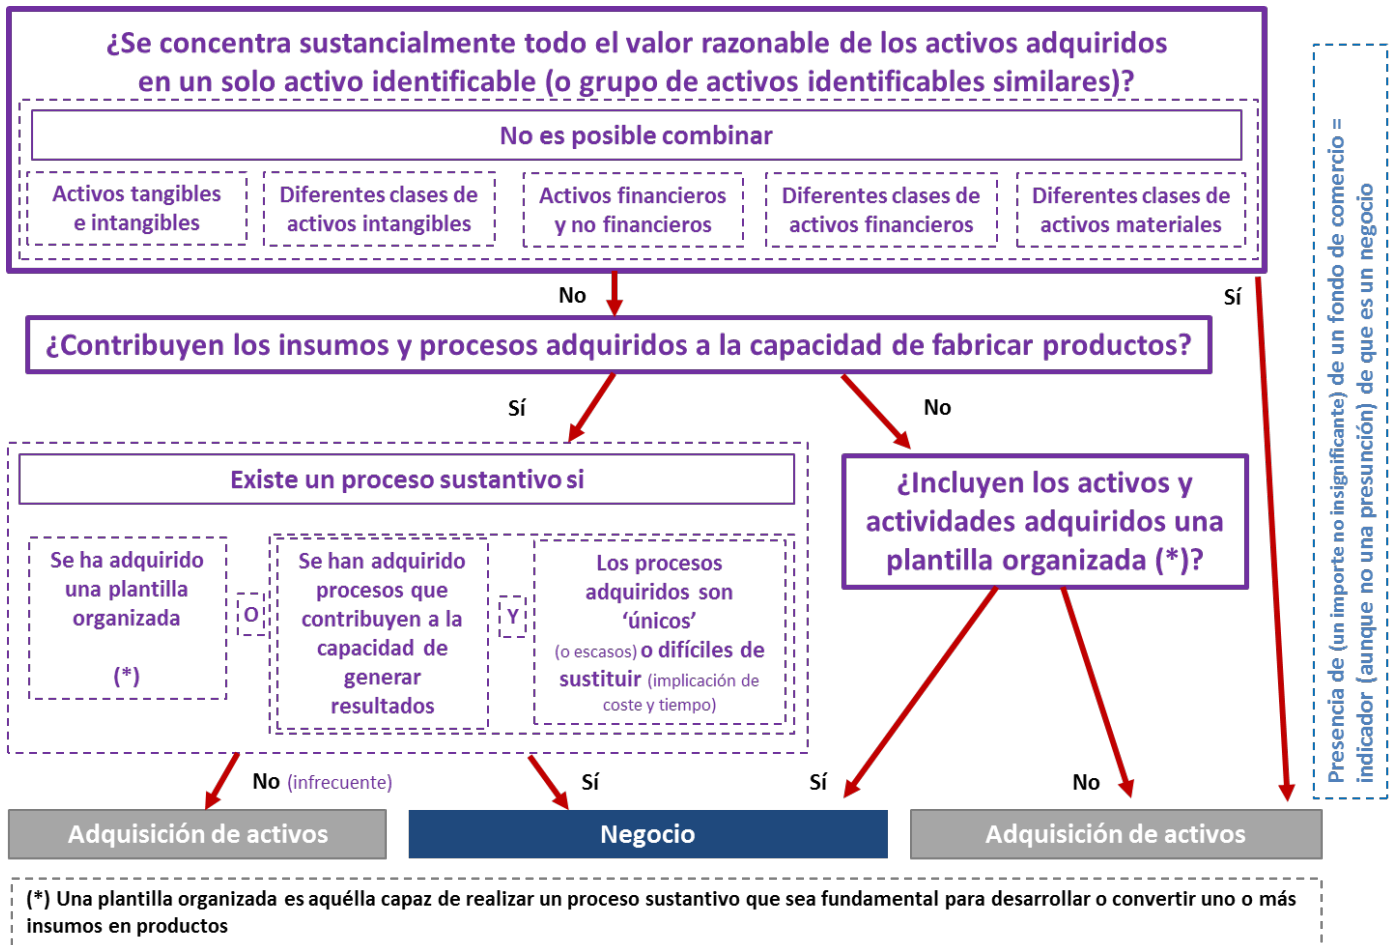 ¿Se concentra sustancialmente todo el valor razonable de los activos adquiridos
en un solo activo identificable (o grupo de activos identificables similares)?
No es posible combinar
Activos tangibles
e intangibles
Diferentes clases de
activos intangibles
Activos financieros
y no financieros
Diferentes clases de
activos financieros
Diferentes clases de
activos materiales
No
Sí
¿Contribuyen los insumos y procesos adquiridos a la capacidad de fabricar productos?
Sí
No
Existe un proceso sustantivo si
Se ha adquirido
una plantilla
organizada
(*)
O
Se han adquirido
procesos que
contribuyen a la
capacidad de
generar
resultados
Y
Los procesos
adquiridos son
‘únicos’
(o escasos) o difíciles de
sustituir (implicación de
coste y tiempo)
¿Incluyen los activos y
actividades adquiridos una
plantilla organizada (*)?
No (infrecuente)
Sí
Sí
No
Adquisición de activos
Negocio
Adquisición de activos
Presencia de (un importe no insignificante) de un fondo de comercio =
indicador (aunque no una presunción) de que es un negocio
(*) Una plantilla organizada es aquélla capaz de realizar un proceso sustantivo que sea fundamental para desarrollar o convertir uno o más
insumos en productos